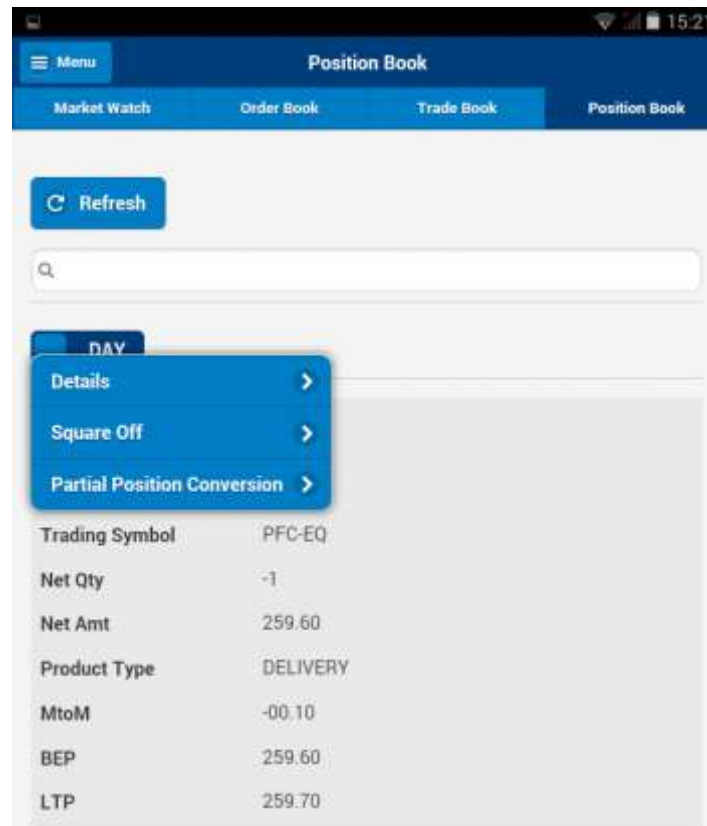 15:21
Menu
Position Book
Market Watch Order Book Trade Book Position Book
Refresh
DAY
Details
Square Off
Partial Position Conversion
Trading Symbol PFC-EQ
Net Qty -1
Net Amt 259.60
Product Type DELIVERY
MtoM -00.10
BEP 259.60
LTP 259.70